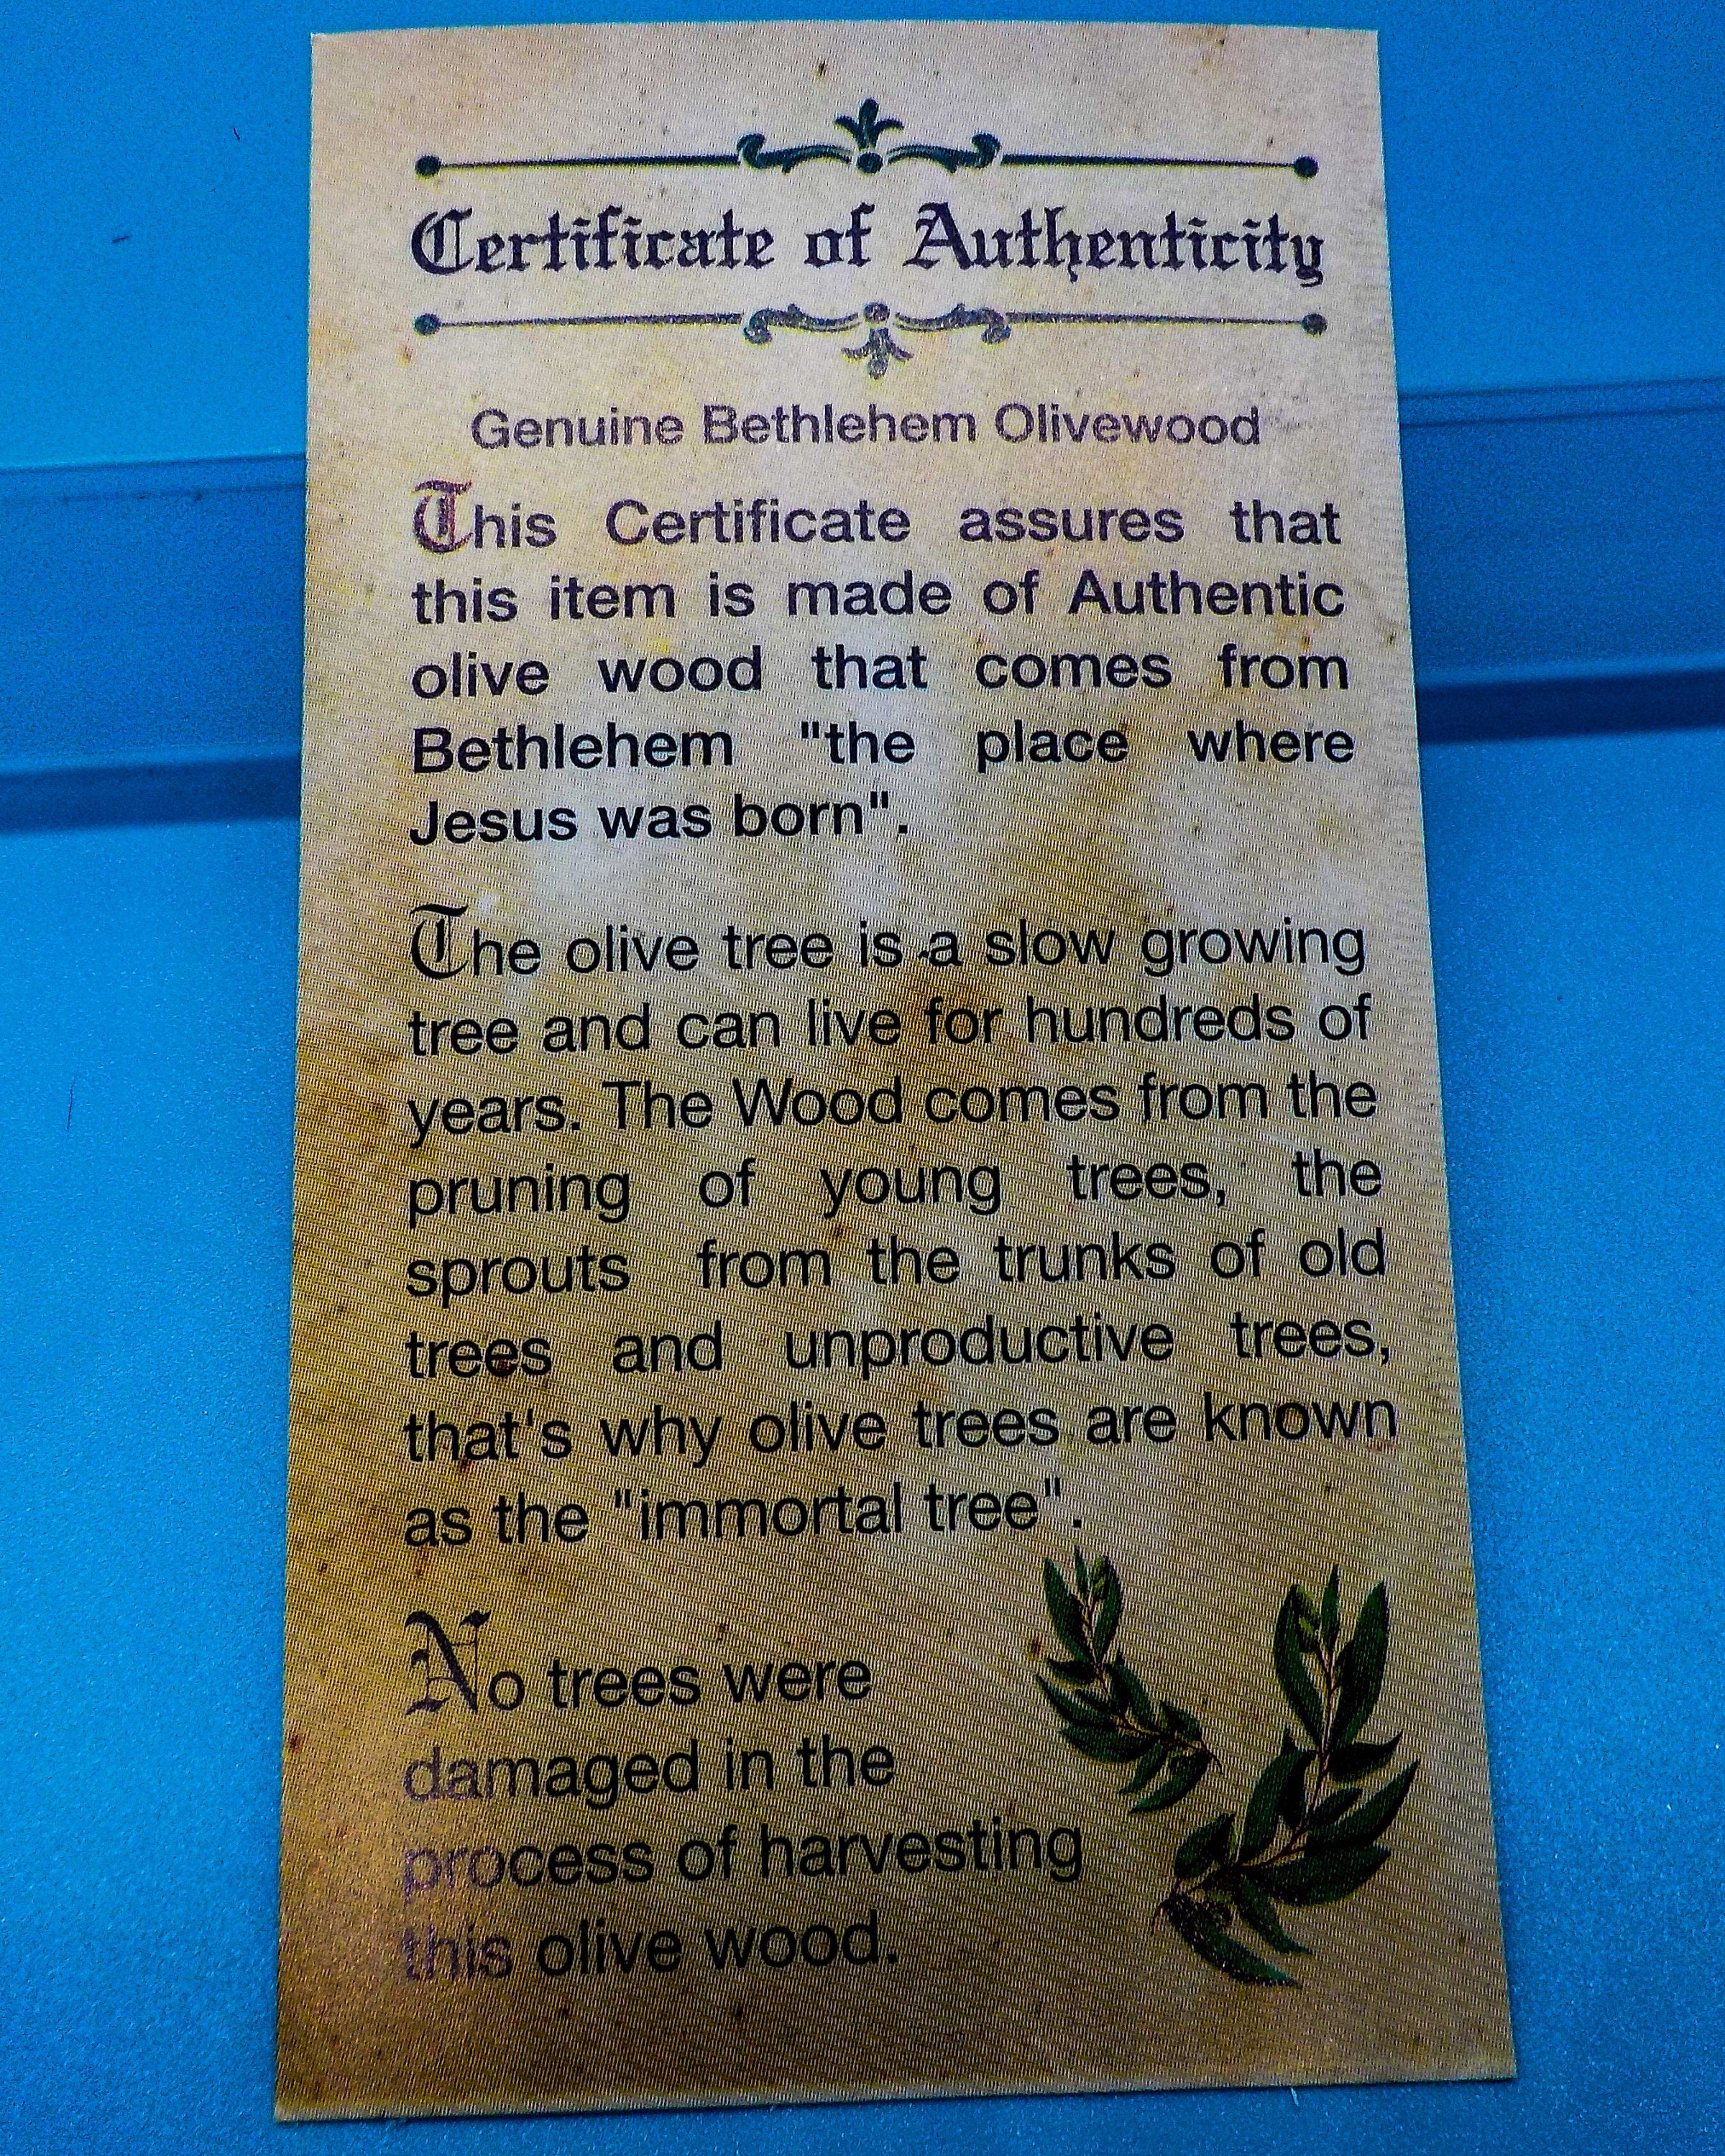 Certificate of Authenticity
Genuine Bethlehem Olivewood
This Certificate assures that
this item is made of Authentic
olive wood that comes from
Bethlehem "the place where
Jesus was born".
The olive tree is a slow growing
tree and can live for hundreds of
years. The Wood comes from the
pruning of young trees, the
sprouts from the trunks of old
trees and unproductive trees,
that's why olive trees are known
as the "immortal tree".
No trees were
damaged in the
process of harvesting
this olive wood.